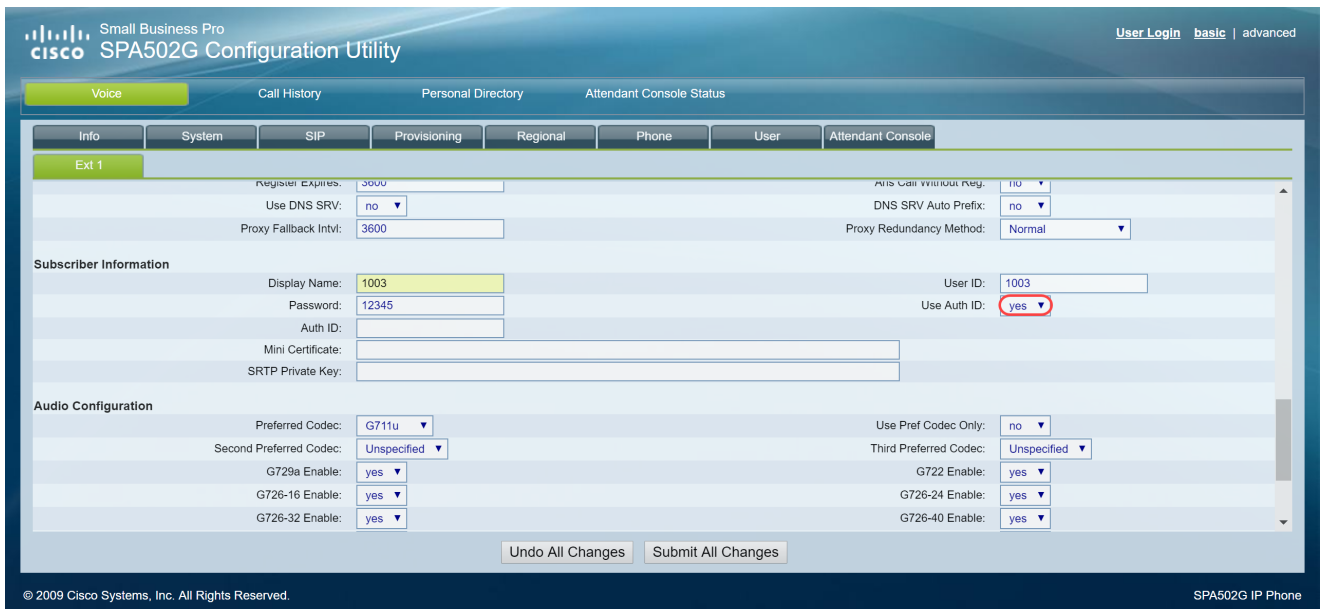 Small Business Pro
cisco SPA502G Configuration Utility
User Login basic | advanced
Voice Call History Personal Directory Attendant Console Status
Info System SIP Provisioning Regional Phone User Attendant Console
Ext 1
Register Expires: 3600 Ans Call Without Reg: no
Use DNS SRV: no DNS SRV Auto Prefix: no
Proxy Fallback Intvl: 3600 Proxy Redundancy Method: Normal
Subscriber Information
Display Name: 1003 User ID: 1003
Password: 12345 Use Auth ID: yes
Auth ID:
Mini Certificate:
SRTP Private Key:
Audio Configuration
Preferred Codec: G711u Use Pref Codec Only: no
Second Preferred Codec: Unspecified Third Preferred Codec: Unspecified
G729a Enable: yes G722 Enable: yes
G726-16 Enable: yes G726-24 Enable: yes
G726-32 Enable: yes G726-40 Enable: yes
Undo All Changes Submit All Changes
© 2009 Cisco Systems, Inc. All Rights Reserved. SPA502G IP Phone